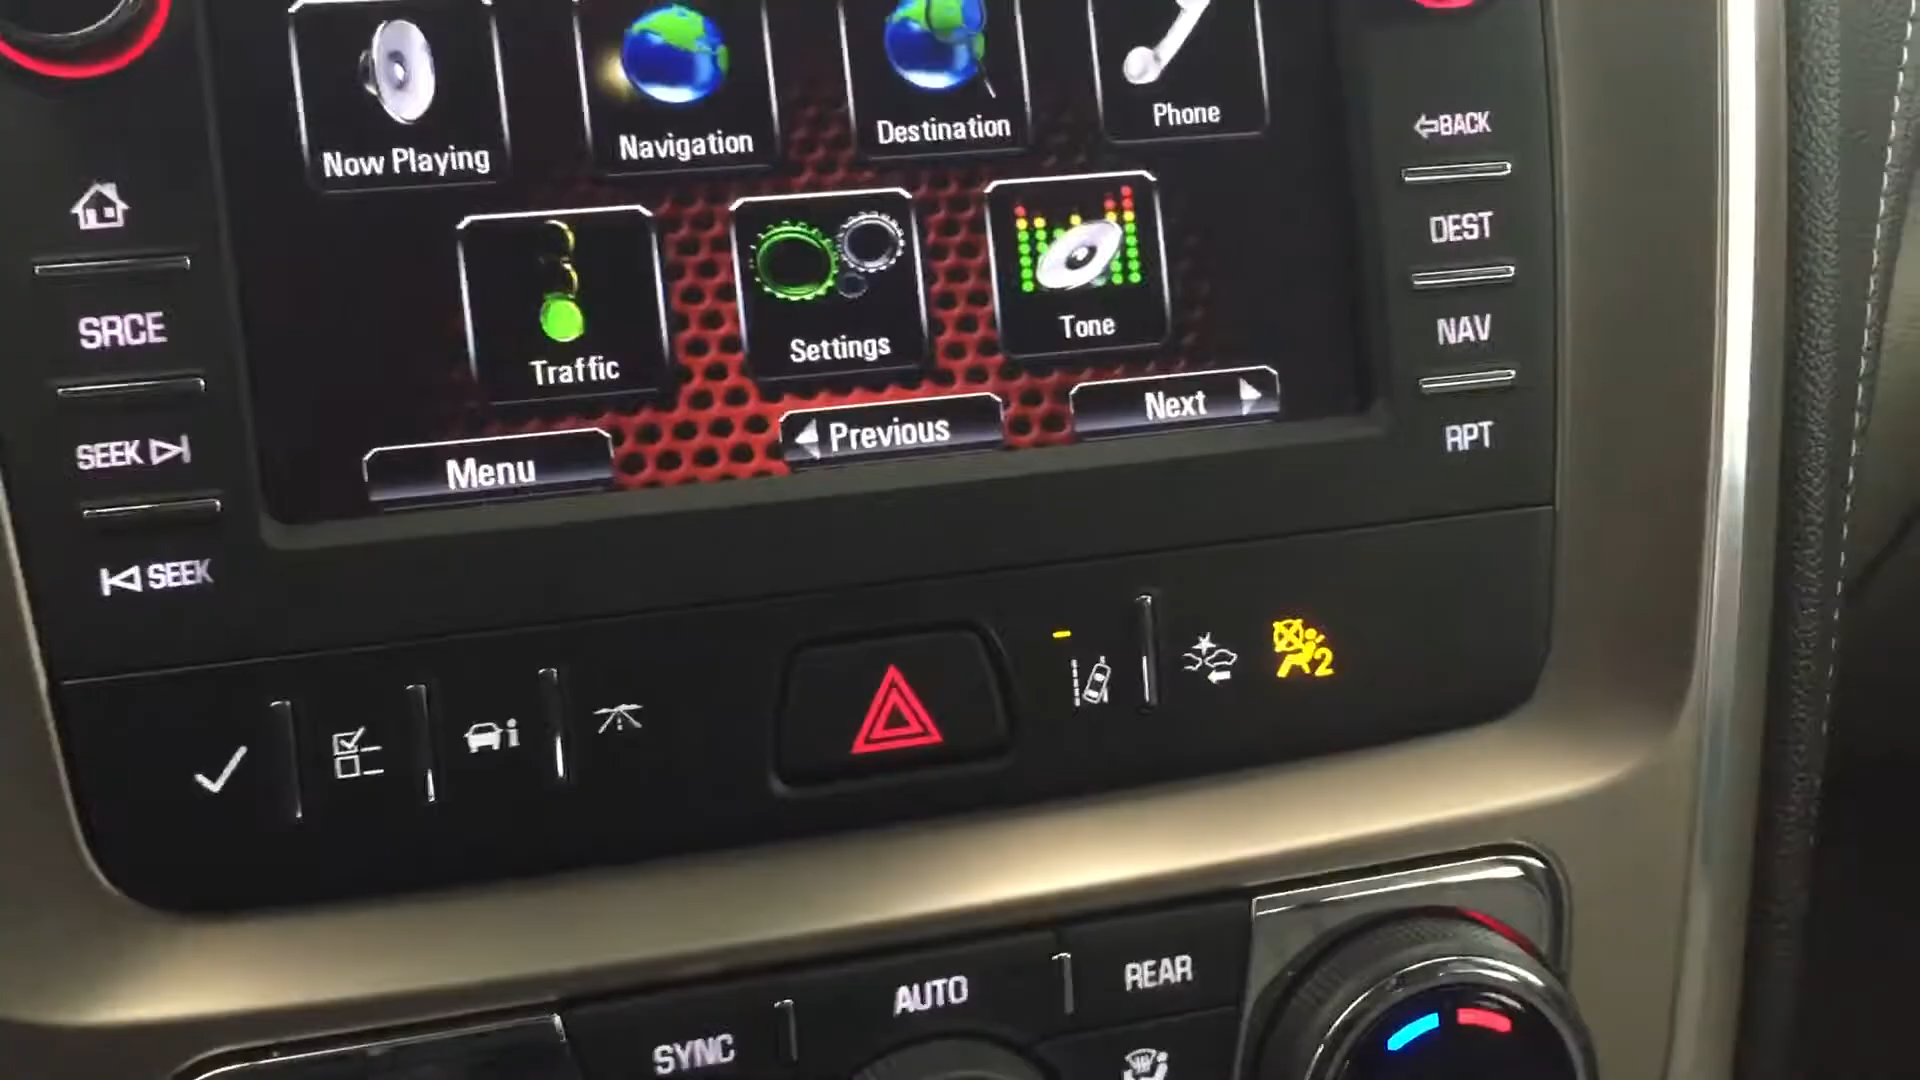 Now Playing
Navigation
Destination
Phone
Traffic
Settings
Tone
Menu
Previous
Next
SRCE
SEEK
SEEK
BACK
DEST
NAV
RPT
2
SYNC
AUTO
REAR